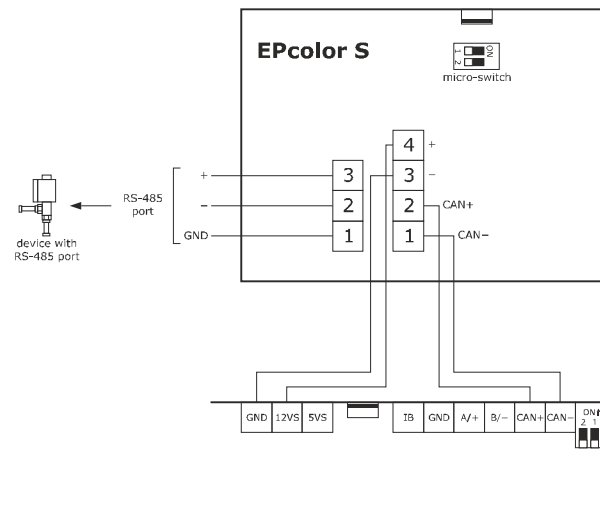 EPcolor S
1
2
ON
micro-switch
4
+
+
3
3
−
RS-485
port
−
2
2
CAN+
GND
1
1
CAN−
device with
RS-485 port
GND
12VS
5VS
IB
GND
A/+
B/−
CAN+
CAN−
ON
2
1